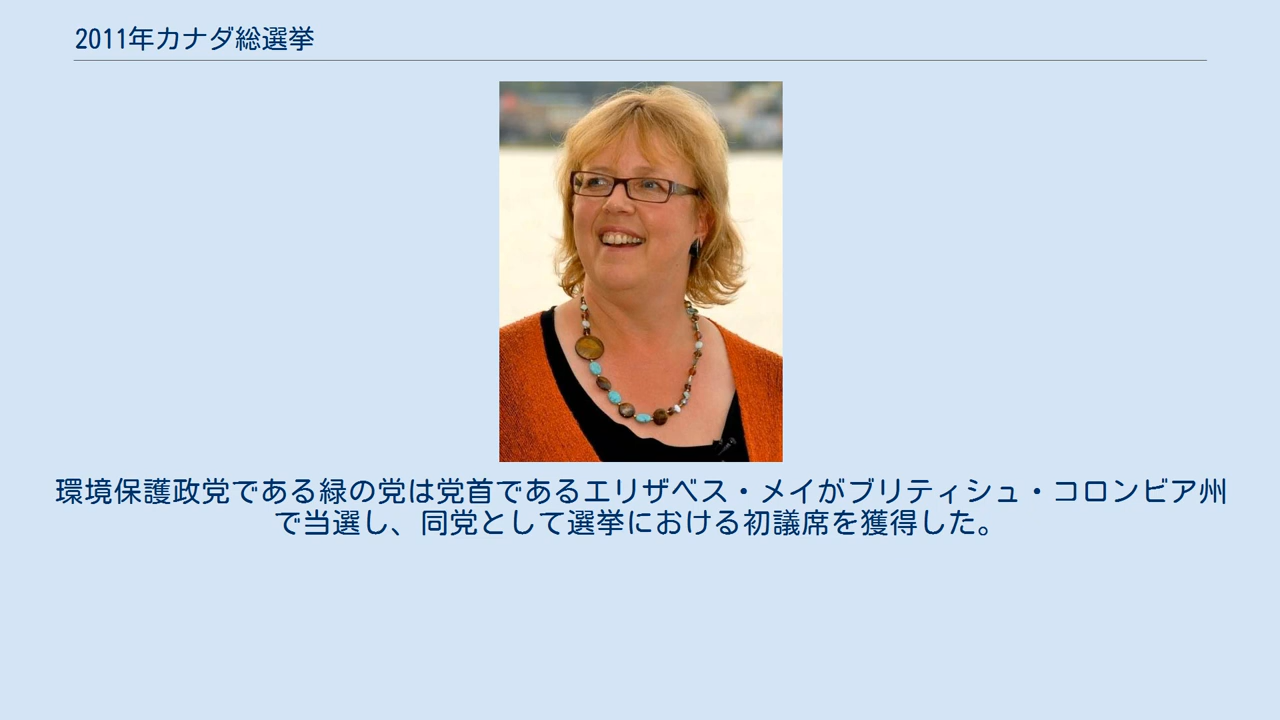 2011年カナダ総選挙
環境保護政党である緑の党は党首であるエリザベス・メイがブリティシュ・コロンビア州
で当選し、同党として選挙における初議席を獲得した。